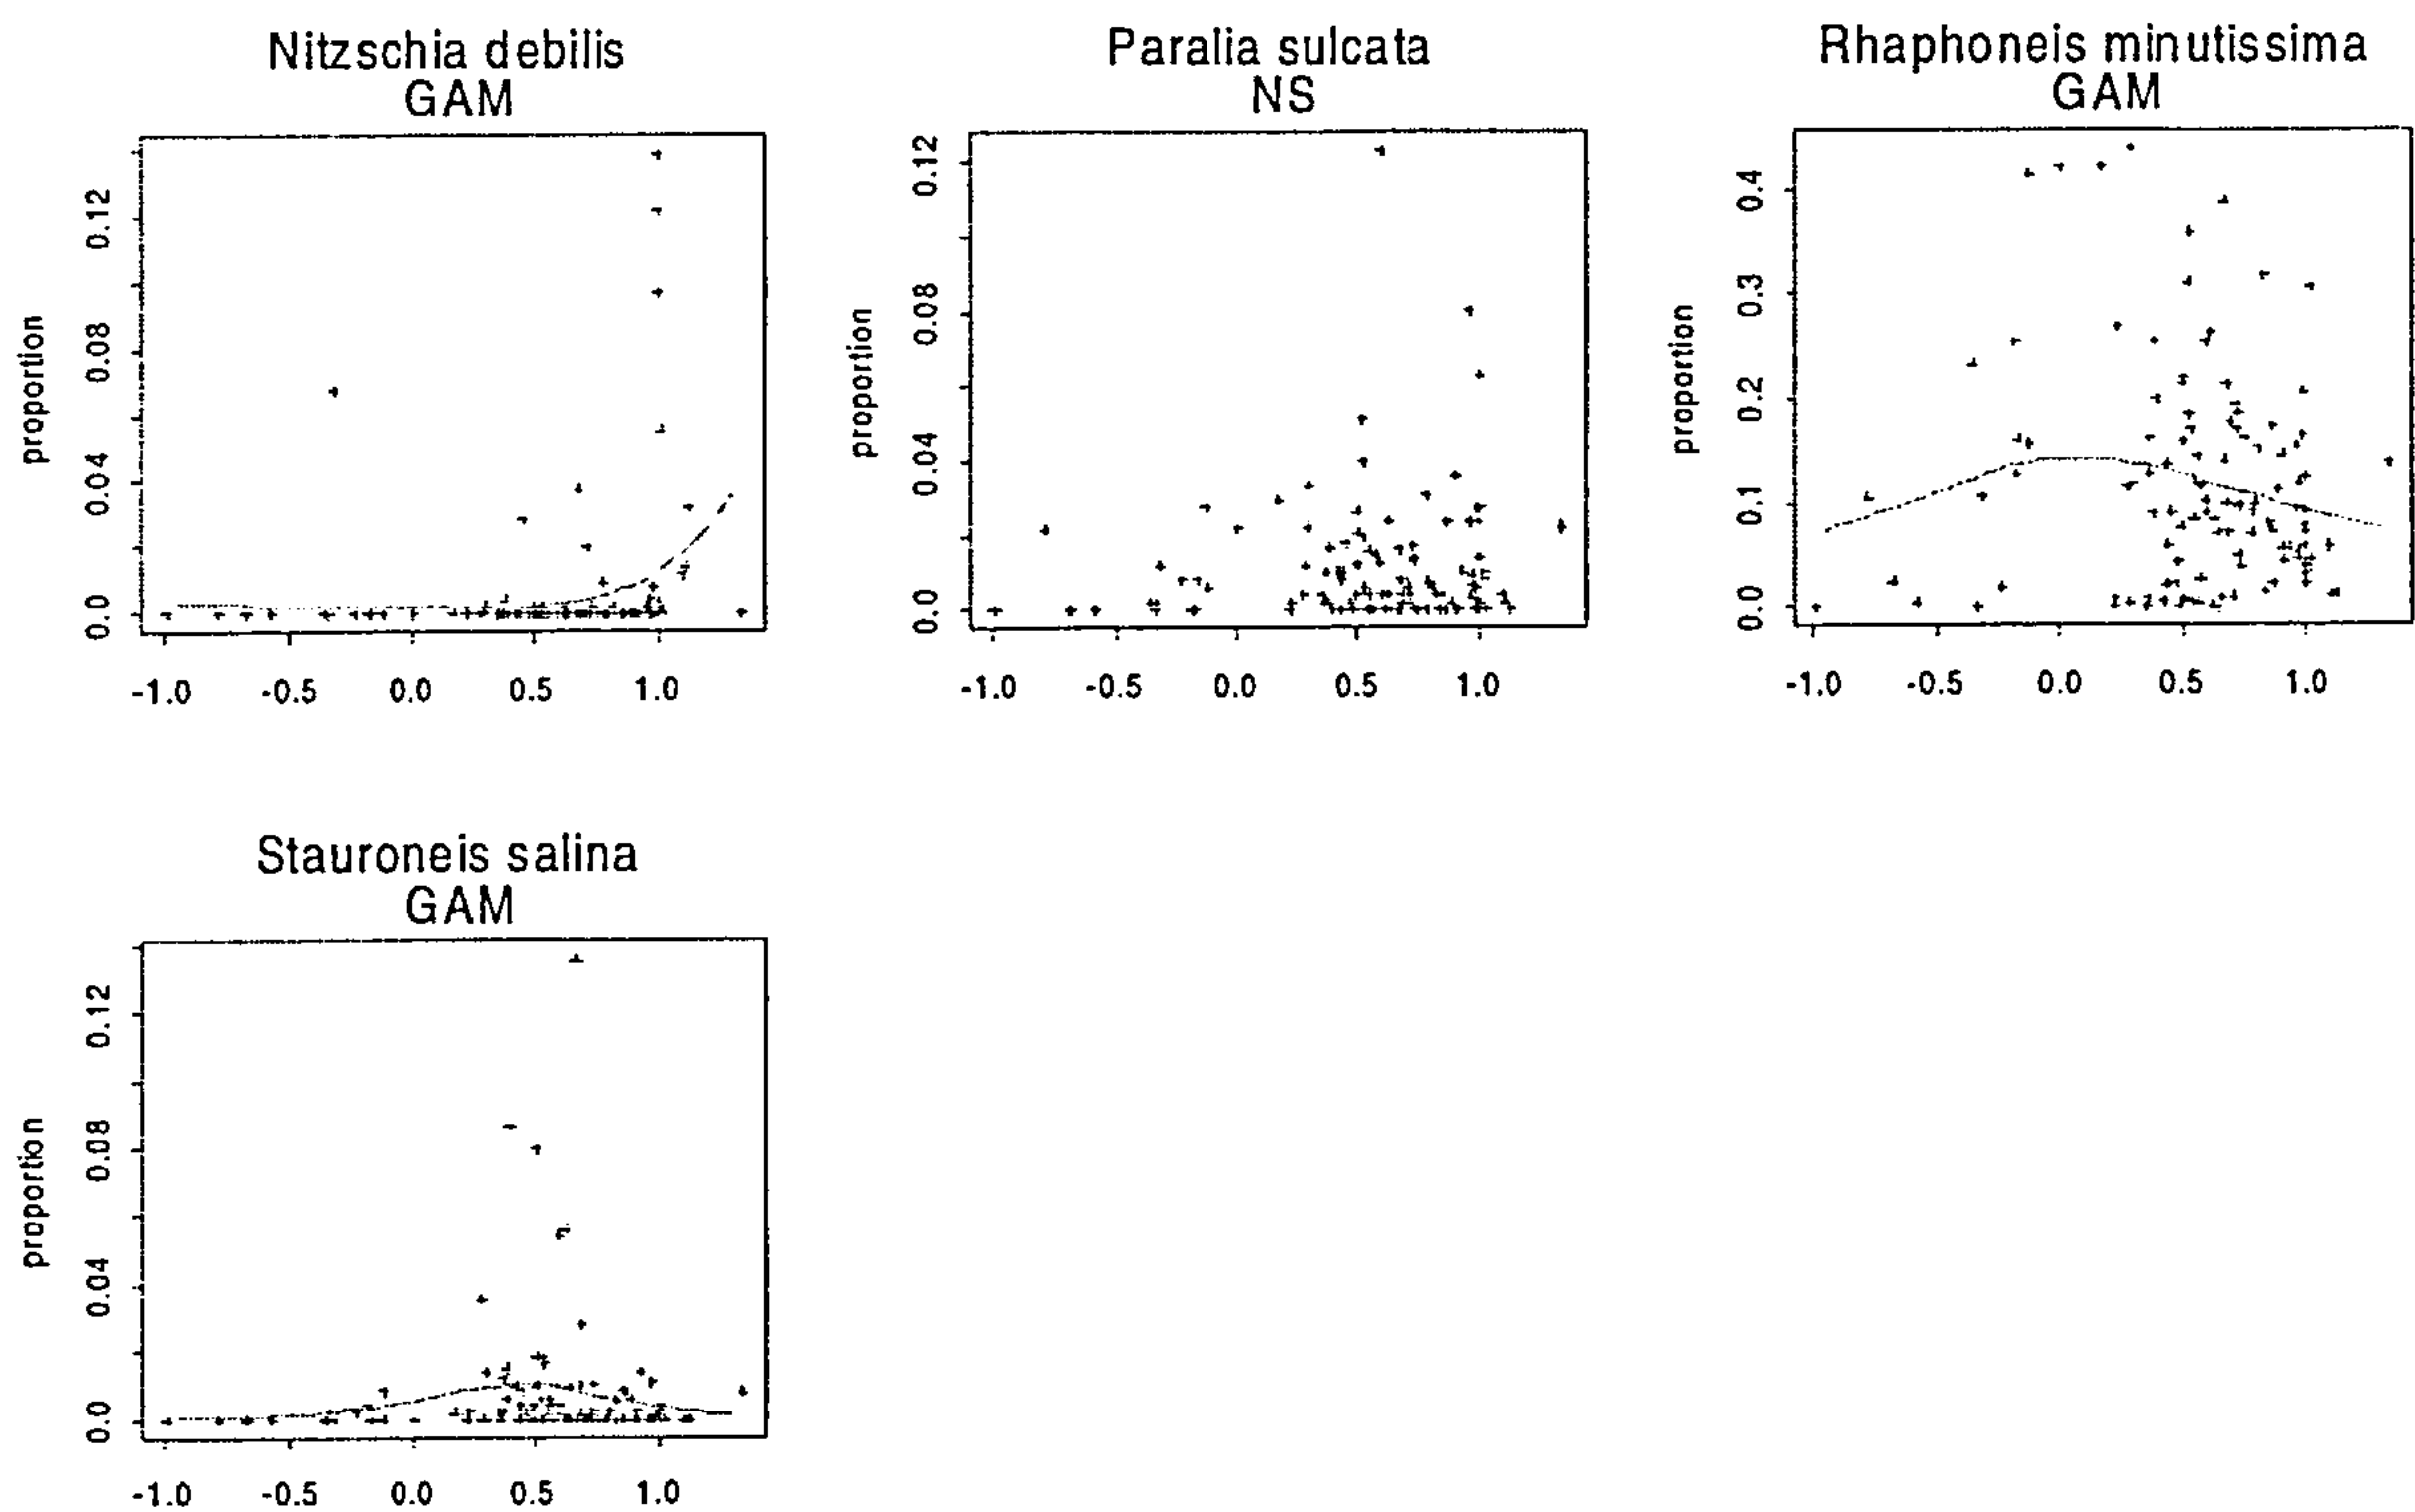 Nitzschia debilis
GAM
proportion
0.12
0.08
0.04
0.0
-1.0 -0.5 0.0 0.5 1.0
Paralia sulcata
NS
proportion
0.12
0.08
0.04
0.0
-1.0 -0.5 0.0 0.5 1.0
Rhaphoneis minutissima
GAM
proportion
0.4
0.3
0.2
0.1
0.0
-1.0 -0.5 0.0 0.5 1.0
Stauroneis salina
GAM
proportion
0.12
0.08
0.04
0.0
-1.0 -0.5 0.0 0.5 1.0